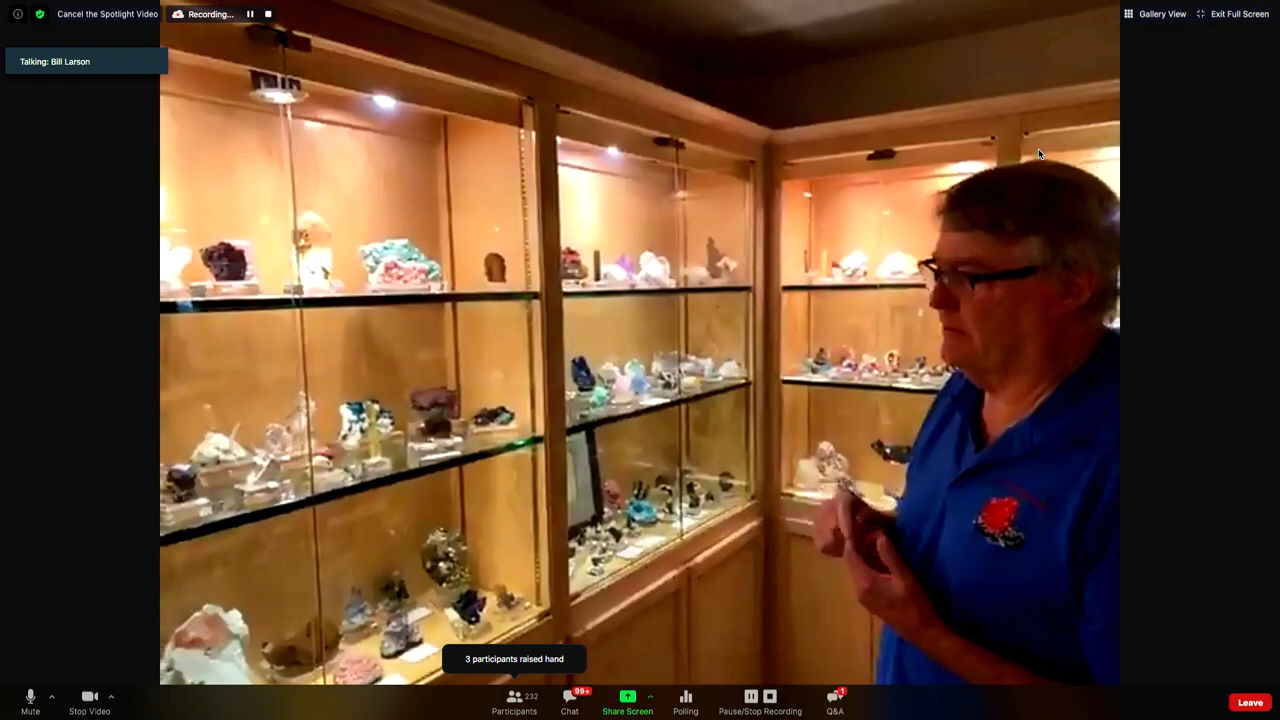 Cancel the Spotlight Video
Recording...
Gallery View
Exit Full Screen
Talking: Bill Larson
3 participants raised hand
Mute
Stop Video
Participants
232
Chat
99+
Share Screen
Polling
Pause/Stop Recording
Q&A
1
Leave